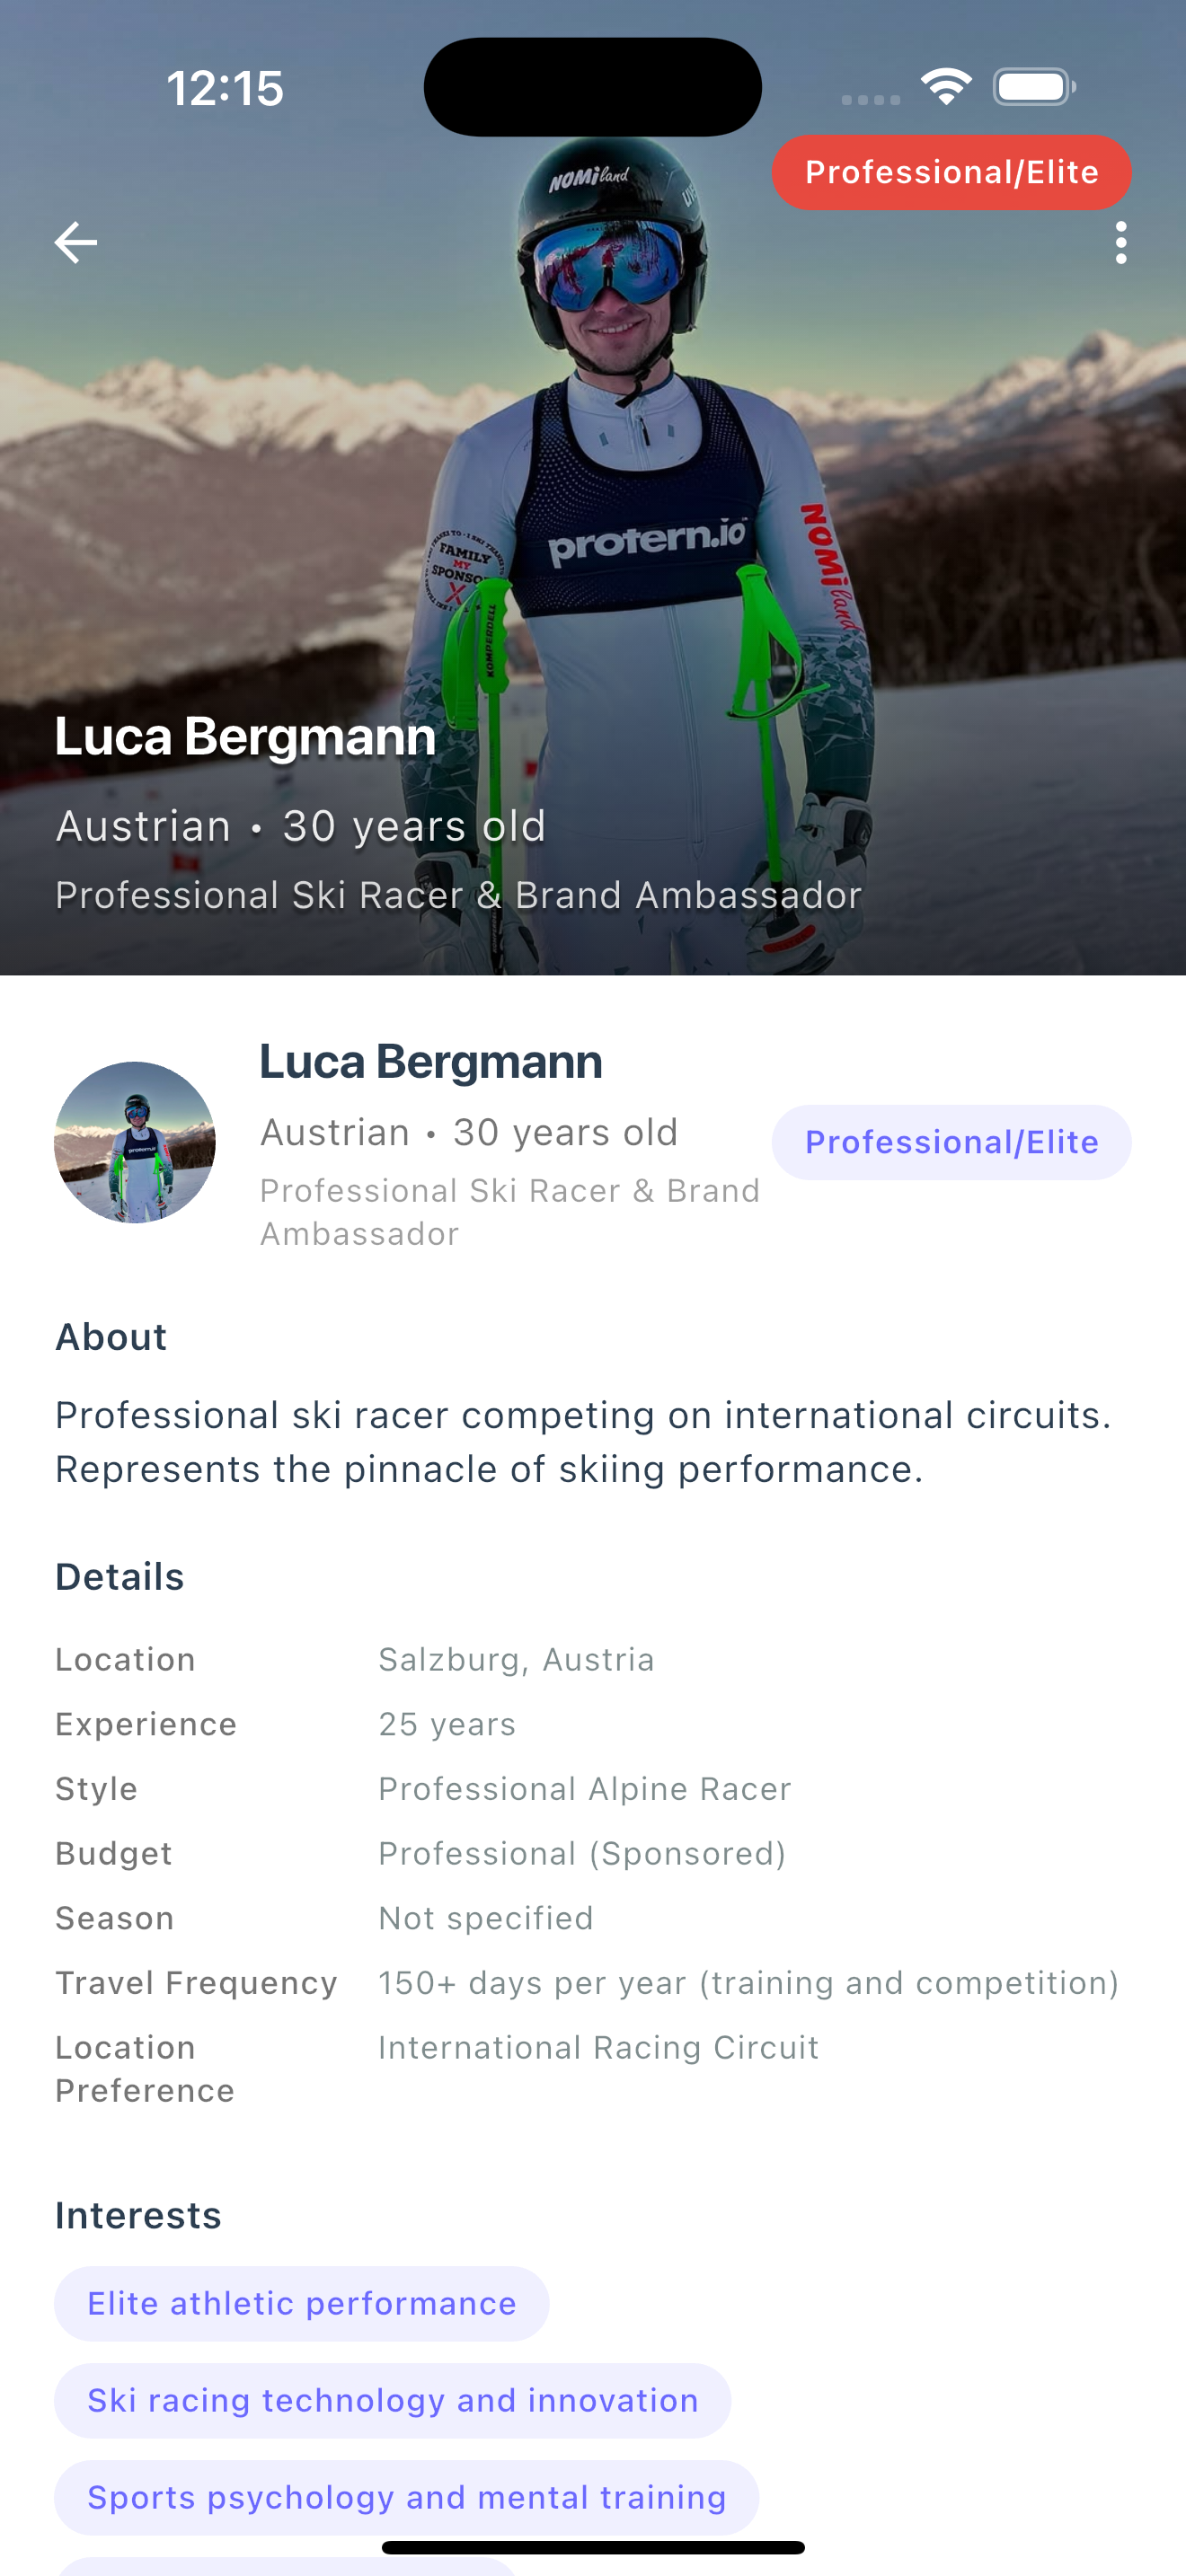 12:15
Professional/Elite
NOMiland
protern.io
FAMILY
MY
SPONSO
NOMiland
KOMPERDELL
Luca Bergmann
Austrian • 30 years old
Professional Ski Racer & Brand Ambassador
Luca Bergmann
Austrian • 30 years old
Professional Ski Racer & Brand
Ambassador
Professional/Elite
About
Professional ski racer competing on international circuits.
Represents the pinnacle of skiing performance.
Details
Location Salzburg, Austria
Experience 25 years
Style Professional Alpine Racer
Budget Professional (Sponsored)
Season Not specified
Travel Frequency 150+ days per year (training and competition)
Location International Racing Circuit
Preference
Interests
Elite athletic performance
Ski racing technology and innovation
Sports psychology and mental training